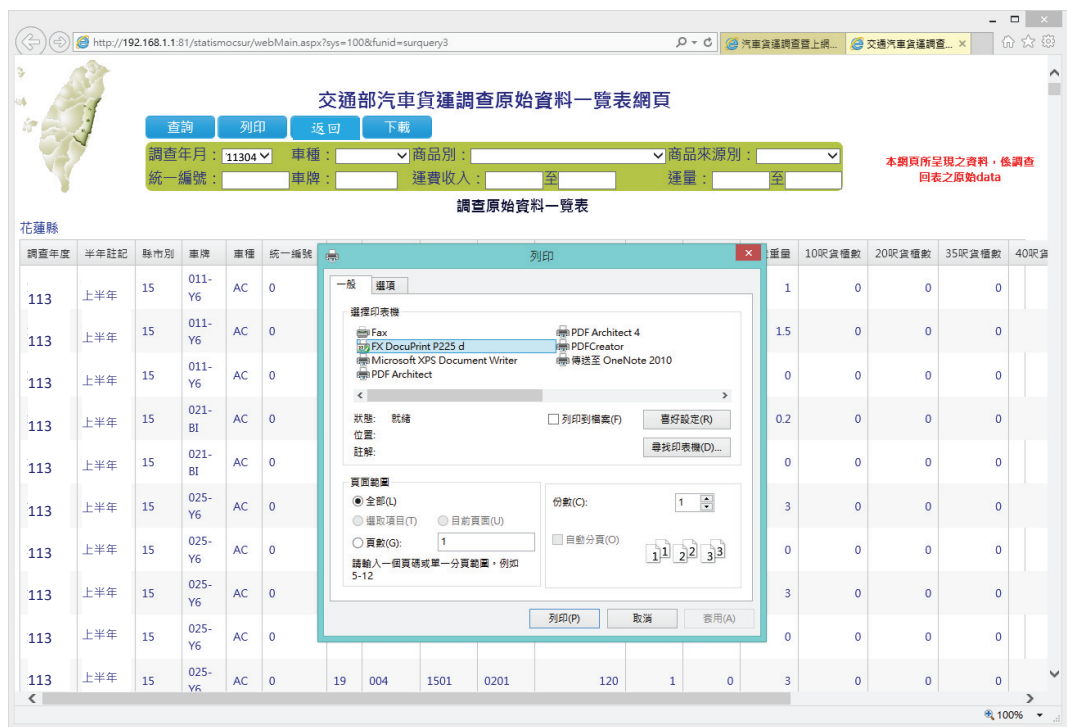 http://192.168.1.1:81/statismocsur/webMain.aspx?sys=100&funid=surquery3
汽車貨運調查暨上網...
交通汽車貨運調查...
交通部汽車貨運調查原始資料一覽表網頁
查詢 列印 返回 下載
調查年月： 11304 車種： 商品別： 商品來源別：
統一編號： 車牌： 運費收入： 至 運量： 至
本網頁所呈現之資料，係調查
回表之原始data
調查原始資料一覽表
花蓮縣
調查年度 半年註記 縣市別 車牌 車種 統一編號 重量 10呎貨櫃數 20呎貨櫃數 35呎貨櫃數 40呎
113 上半年 15 011-Y6 AC 0 1 0 0 0
113 上半年 15 011-Y6 AC 0 1.5 0 0 0
113 上半年 15 011-Y6 AC 0 0 0 0 0
113 上半年 15 021-BI AC 0 0.2 0 0 0
113 上半年 15 021-BI AC 0 0 0 0 0
113 上半年 15 025-Y6 AC 0 3 0 0 0
113 上半年 15 025-Y6 AC 0 0 0 0 0
113 上半年 15 025-Y6 AC 0 3 0 0 0
113 上半年 15 025-Y6 AC 0 0 0 0 0
113 上半年 15 025-Y6 AC 0 19 004 1501 0201 120 1 0 3 0 0 0
列印
一般 選項
選擇印表機
Fax
FX DocuPrint P225 d
Microsoft XPS Document Writer
PDF Architect
PDF Architect 4
PDFCreator
傳送至 OneNote 2010
狀態: 就緒
位置:
註解:
列印到檔案(F)
喜好設定(R)
尋找印表機(D)...
頁面範圍
全部(L)
選取項目(T) 目前頁面(U)
頁數(G): 1
請輸入一個頁碼或單一分頁範圍，例如
5-12
份數(C): 1
自動分頁(O)
1 1 2 2 3 3
列印(P) 取消 套用(A)
100%